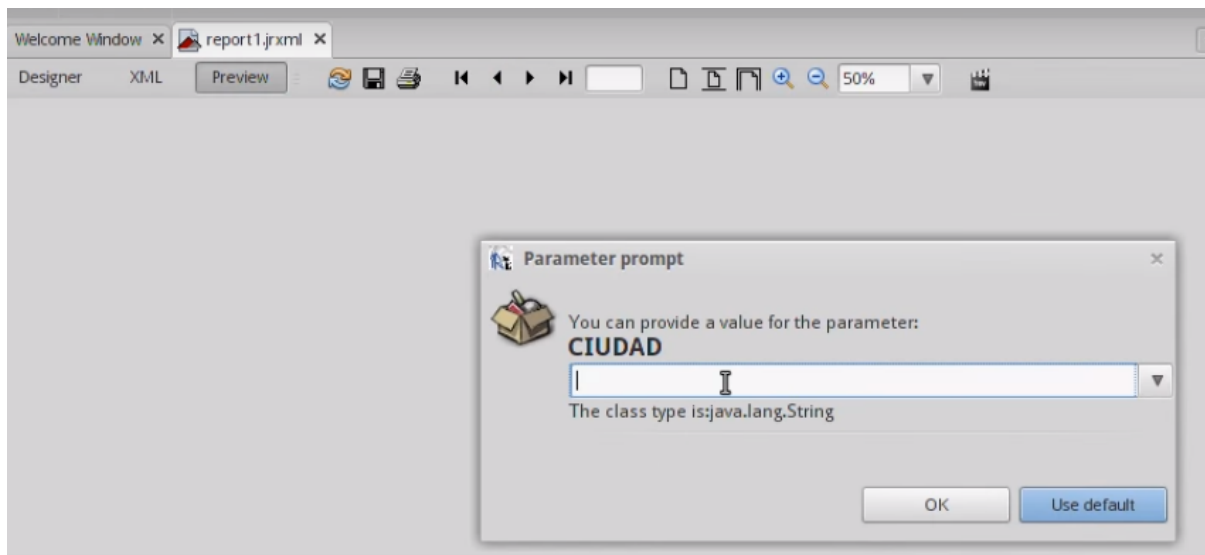 Welcome Window report1.jrxml
Designer XML Preview 50%
Parameter prompt
You can provide a value for the parameter:
CIUDAD
The class type is:java.lang.String
OK Use default